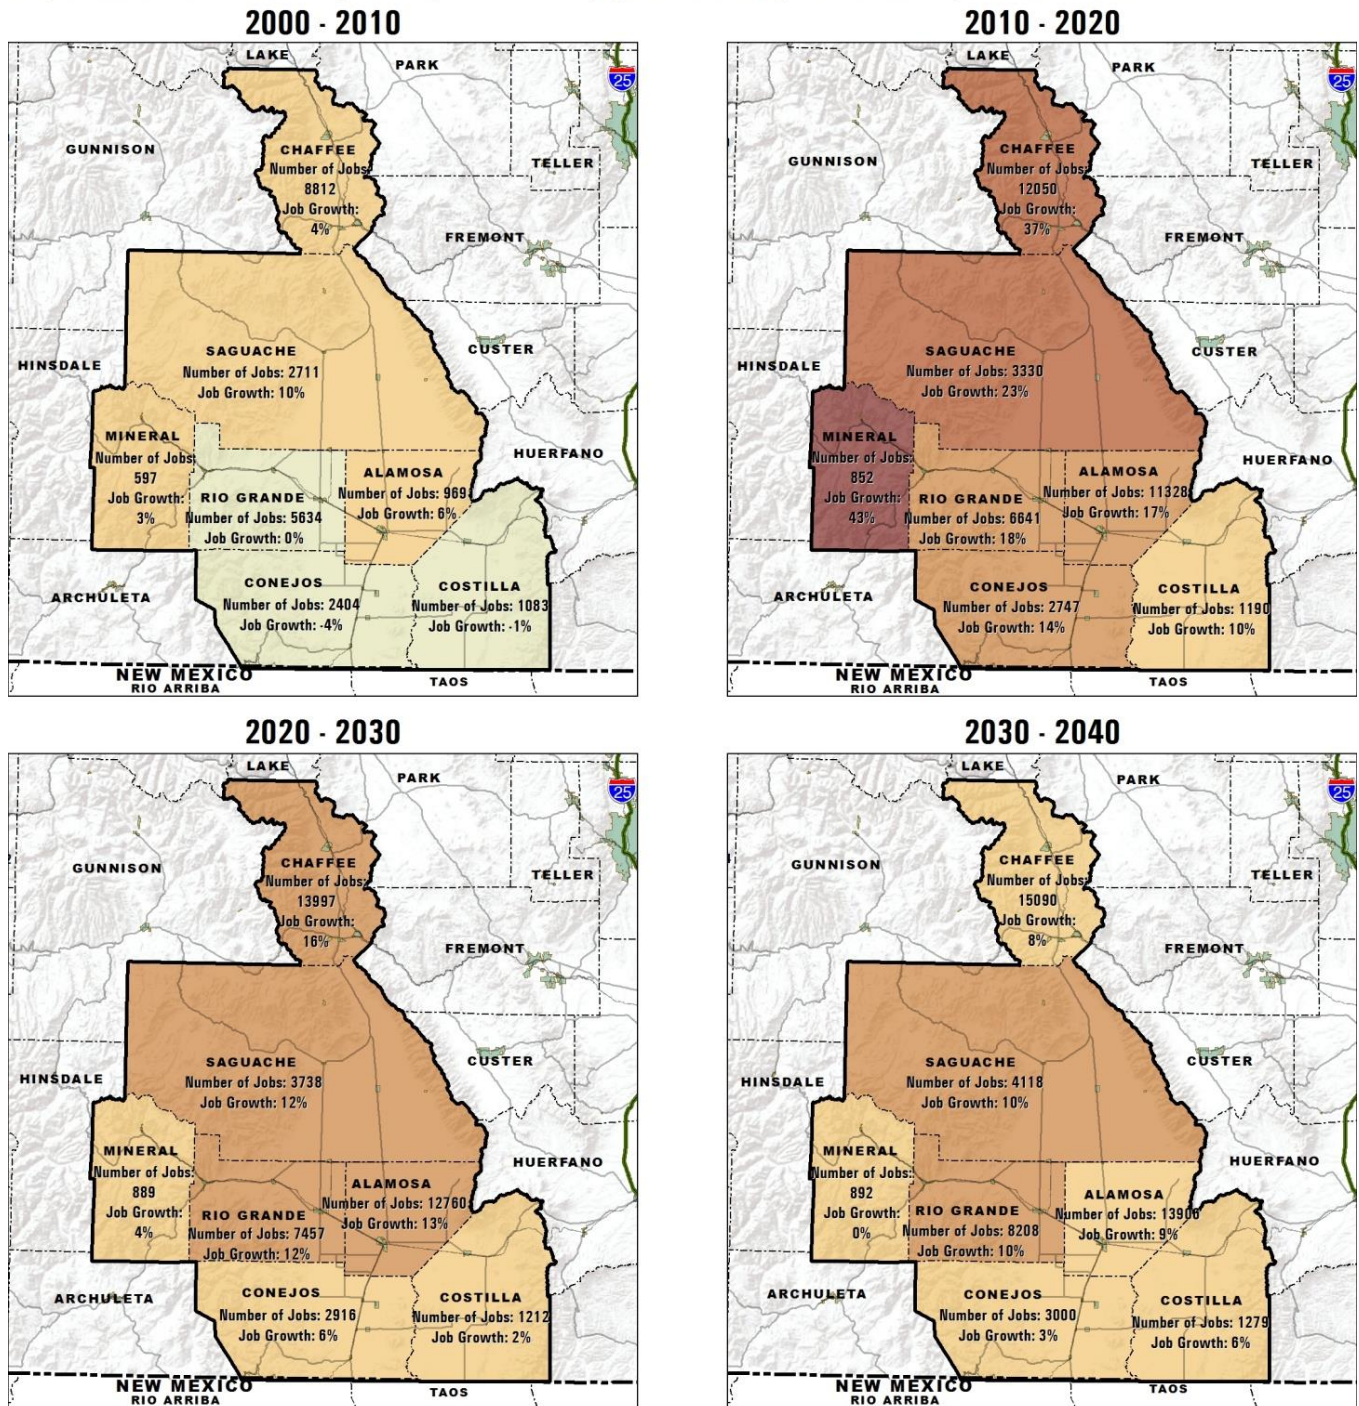 2000 - 2010
LAKE
PARK
25
GUNNISON
CHAFFEE
Number of Jobs:
8812
Job Growth:
4%
TELLER
FREMONT
SAGUACHE
Number of Jobs: 2711
Job Growth: 10%
CUSTER
HINSDALE
MINERAL
Number of Jobs:
597
Job Growth:
3%
HUERFANO
ALAMOSA
Number of Jobs: 969
Job Growth: 6%
RIO GRANDE
Number of Jobs: 5634
Job Growth: 0%
CONEJOS
Number of Jobs: 2404
Job Growth: -4%
COSTILLA
Number of Jobs: 1083
Job Growth: -1%
ARCHULETA
NEW MEXICO
RIO ARRIBA
TAOS
2010 - 2020
LAKE
PARK
25
GUNNISON
CHAFFEE
Number of Jobs:
12050
Job Growth:
37%
TELLER
FREMONT
SAGUACHE
Number of Jobs: 3330
Job Growth: 23%
CUSTER
HINSDALE
MINERAL
Number of Jobs:
852
Job Growth:
43%
HUERFANO
ALAMOSA
Number of Jobs: 11328
Job Growth: 17%
RIO GRANDE
Number of Jobs: 6641
Job Growth: 18%
CONEJOS
Number of Jobs: 2747
Job Growth: 14%
COSTILLA
Number of Jobs: 1190
Job Growth: 10%
ARCHULETA
NEW MEXICO
RIO ARRIBA
TAOS
2020 - 2030
LAKE
PARK
25
GUNNISON
CHAFFEE
Number of Jobs:
13997
Job Growth:
16%
TELLER
FREMONT
SAGUACHE
Number of Jobs: 3738
Job Growth: 12%
CUSTER
HINSDALE
MINERAL
Number of Jobs:
889
Job Growth:
4%
HUERFANO
ALAMOSA
Number of Jobs: 12760
Job Growth: 13%
RIO GRANDE
Number of Jobs: 7457
Job Growth: 12%
CONEJOS
Number of Jobs: 2916
Job Growth: 6%
COSTILLA
Number of Jobs: 1212
Job Growth: 2%
ARCHULETA
NEW MEXICO
RIO ARRIBA
TAOS
2030 - 2040
LAKE
PARK
25
GUNNISON
CHAFFEE
Number of Jobs:
15090
Job Growth:
8%
TELLER
FREMONT
SAGUACHE
Number of Jobs: 4118
Job Growth: 10%
CUSTER
HINSDALE
MINERAL
Number of Jobs:
892
Job Growth:
0%
HUERFANO
ALAMOSA
Number of Jobs: 13906
Job Growth: 9%
RIO GRANDE
Number of Jobs: 8208
Job Growth: 10%
CONEJOS
Number of Jobs: 3000
Job Growth: 3%
COSTILLA
Number of Jobs: 1279
Job Growth: 6%
ARCHULETA
NEW MEXICO
RIO ARRIBA
TAOS